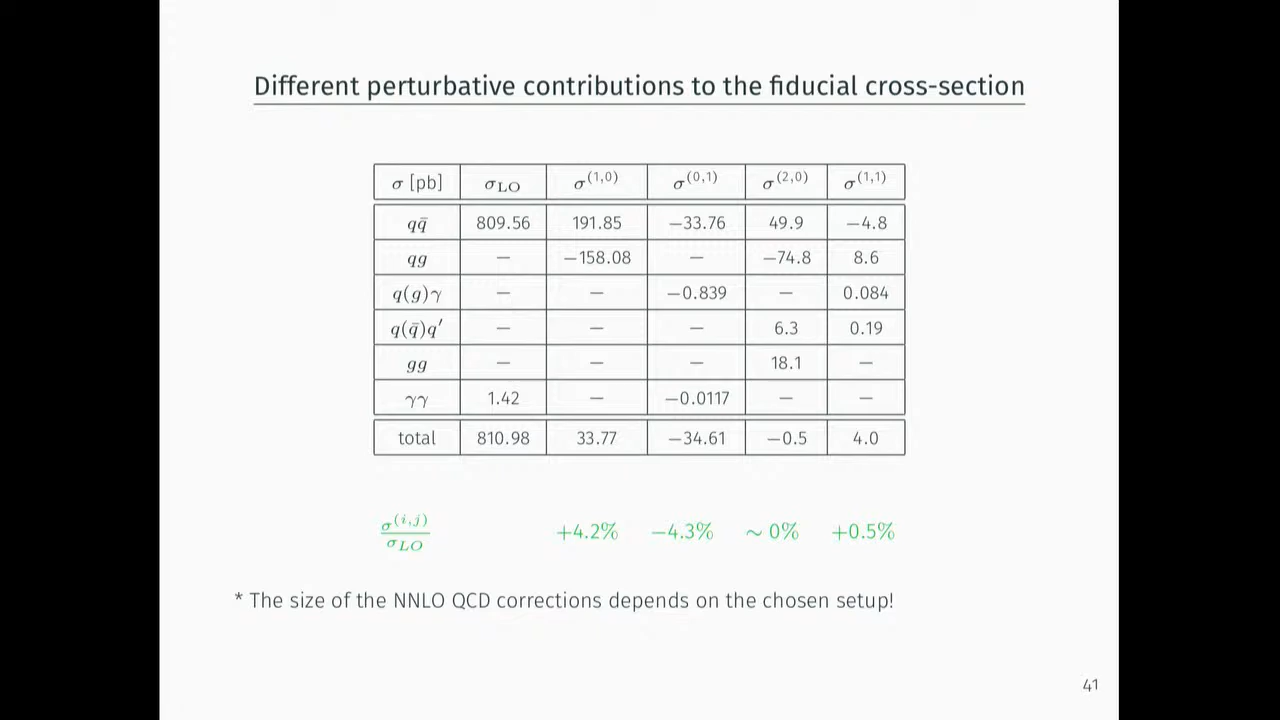 Different perturbative contributions to the fiducial cross-section
σ [pb] σ_LO σ^(1,0) σ^(0,1) σ^(2,0) σ^(1,1)
qq̄ 809.56 191.85 −33.76 49.9 −4.8
qg — −158.08 — −74.8 8.6
q(g)γ — — −0.839 — 0.084
q(q̄)q′ — — — 6.3 0.19
gg — — — 18.1 —
γγ 1.42 — −0.0117 — —
total 810.98 33.77 −34.61 −0.5 4.0
σ^(i,j)/σ_LO +4.2% −4.3% ∼ 0% +0.5%
* The size of the NNLO QCD corrections depends on the chosen setup!
41